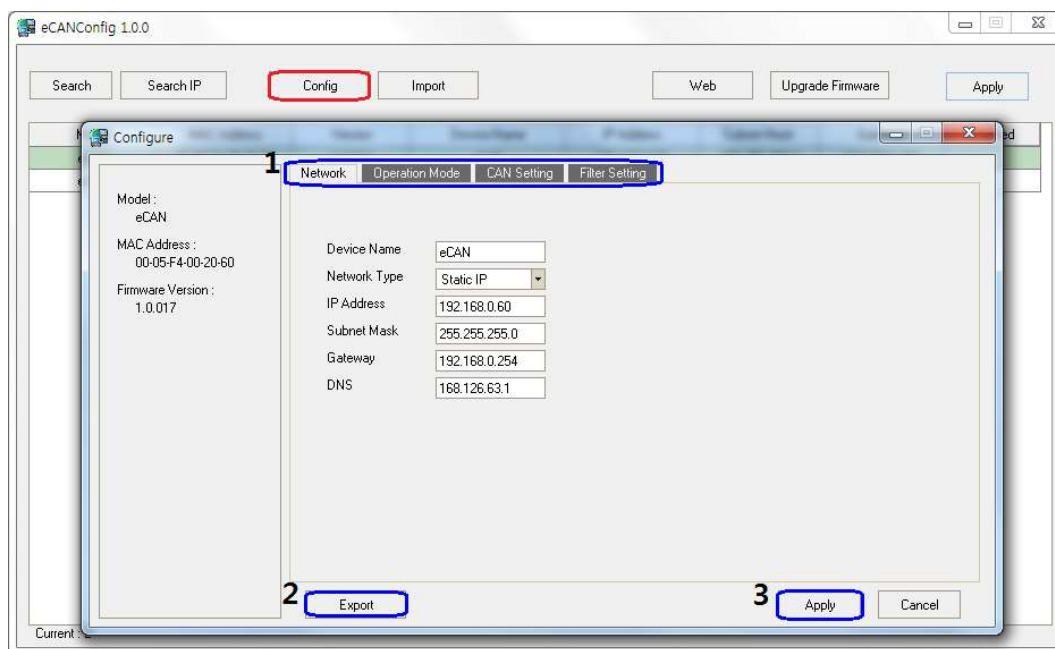 eCANConfig 1.0.0
Search Search IP Config Import Web Upgrade Firmware Apply
Configure
1 Network Operation Mode CAN Setting Filter Setting
Model :
eCAN
MAC Address :
00-05-F4-00-20-60
Firmware Version :
1.0.017
Device Name eCAN
Network Type Static IP
IP Address 192.168.0.60
Subnet Mask 255.255.255.0
Gateway 192.168.0.254
DNS 168.126.63.1
2 Export 3 Apply Cancel
Current :